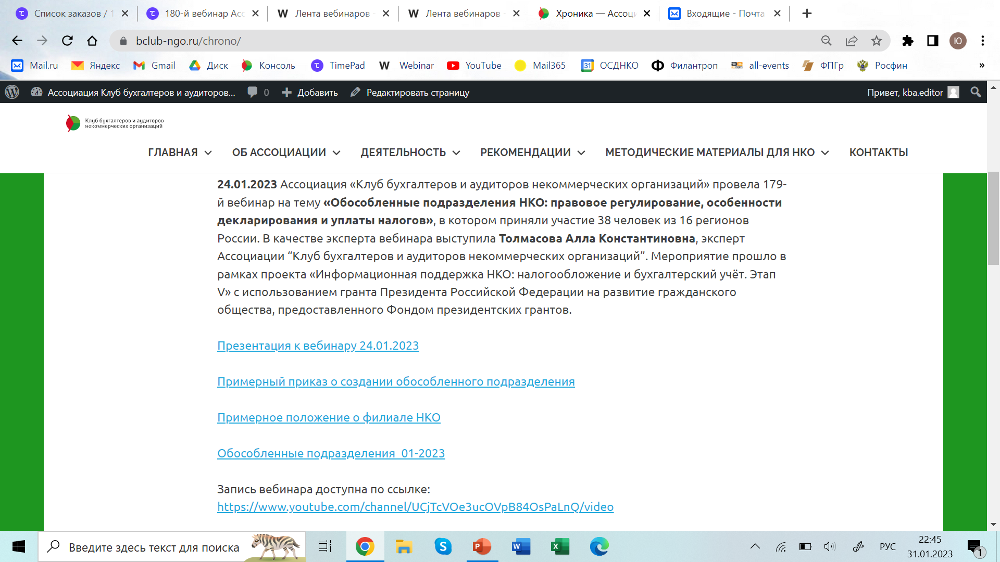 Список заказов / 1
180-й вебинар Асс
Лента вебинаров -
Лента вебинаров -
Хроника — Ассоци
Входящие - Почта
bclub-ngo.ru/chrono/
Ю
Mail.ru
Яндекс
Gmail
Диск
Консоль
TimePad
Webinar
YouTube
Mail365
31 ОСДНКО
Филантроп
all-events
ФПГр
Росфин
»
Ассоциация Клуб бухгалтеров и аудиторов...
0
Добавить
Редактировать страницу
Привет, kba.editor
Клуб бухгалтеров и аудиторов
некоммерческих организаций
ГЛАВНАЯ
ОБ АССОЦИАЦИИ
ДЕЯТЕЛЬНОСТЬ
РЕКОМЕНДАЦИИ
МЕТОДИЧЕСКИЕ МАТЕРИАЛЫ ДЛЯ НКО
КОНТАКТЫ
24.01.2023 Ассоциация «Клуб бухгалтеров и аудиторов некоммерческих организаций» провела 179-
й вебинар на тему «Обособленные подразделения НКО: правовое регулирование, особенности
декларирования и уплаты налогов», в котором приняли участие 38 человек из 16 регионов
России. В качестве эксперта вебинара выступила Толмасова Алла Константиновна, эксперт
Ассоциации “Клуб бухгалтеров и аудиторов некоммерческих организаций”. Мероприятие прошло в
рамках проекта «Информационная поддержка НКО: налогообложение и бухгалтерский учёт. Этап
V» с использованием гранта Президента Российской Федерации на развитие гражданского
общества, предоставленного Фондом президентских грантов.
Презентация к вебинару 24.01.2023
Примерный приказ о создании обособленного подразделения
Примерное положение о филиале НКО
Обособленные подразделения  01-2023
Запись вебинара доступна по ссылке:
https://www.youtube.com/channel/UCjTcVOe3ucOVpB84OsPaLnQ/video
Введите здесь текст для поиска
РУС
22:45
31.01.2023
1